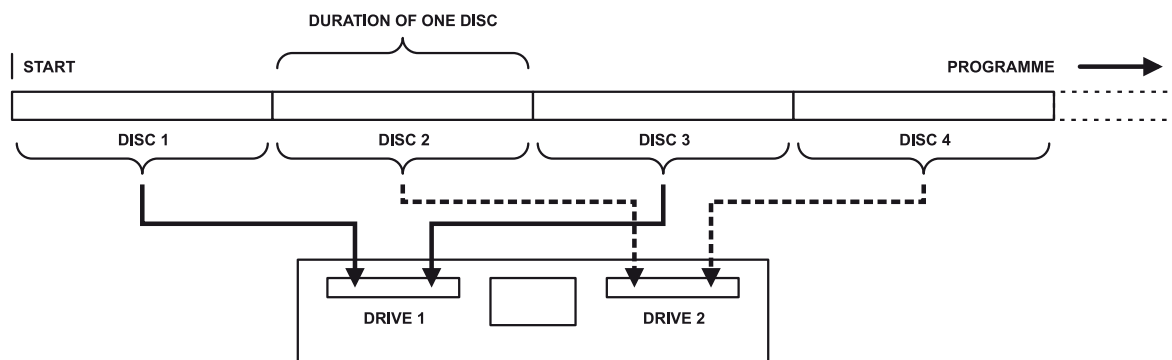 DURATION OF ONE DISC
START
PROGRAMME
DISC 1
DISC 2
DISC 3
DISC 4
DRIVE 1
DRIVE 2